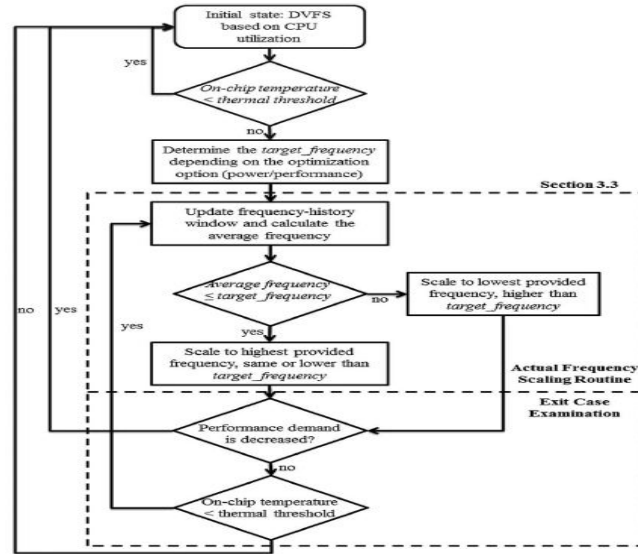 Initial state: DVFS
based on CPU
utilization
yes
On-chip temperature
< thermal threshold
no
Determine the target_frequency
depending on the optimization
option (power/performance)
Section 3.3
Update frequency-history
window and calculate the
average frequency
Average frequency
≤ target_frequency
no
Scale to lowest provided
frequency, higher than
target_frequency
no
yes
yes
yes
Scale to highest provided
frequency, same or lower than
target_frequency
Actual Frequency
Scaling Routine
Exit Case
Examination
Performance demand
is decreased?
no
On-chip temperature
< thermal threshold